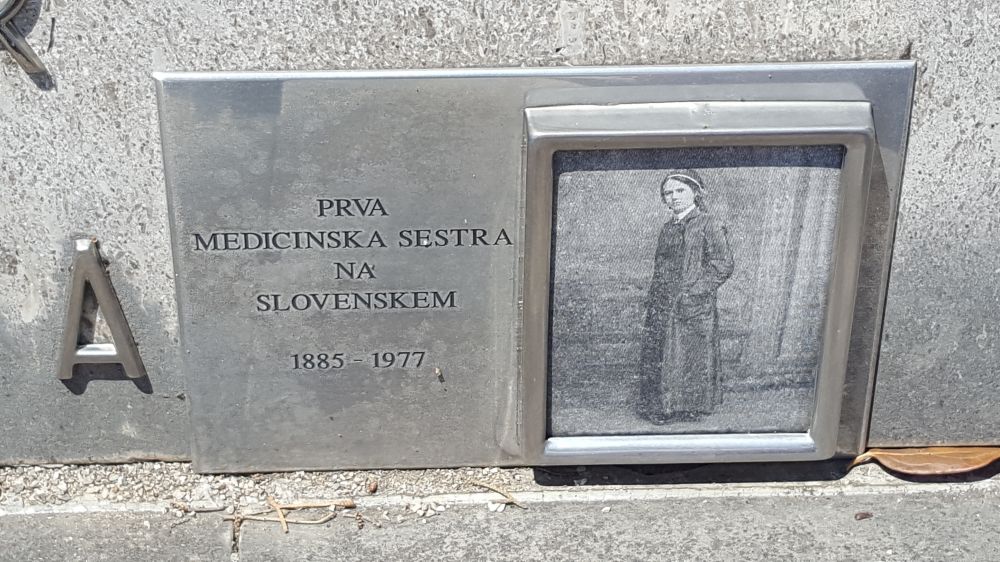 A
PRVA
MEDICINSKA SESTRA
NA
SLOVENSKEM
1885 - 1977